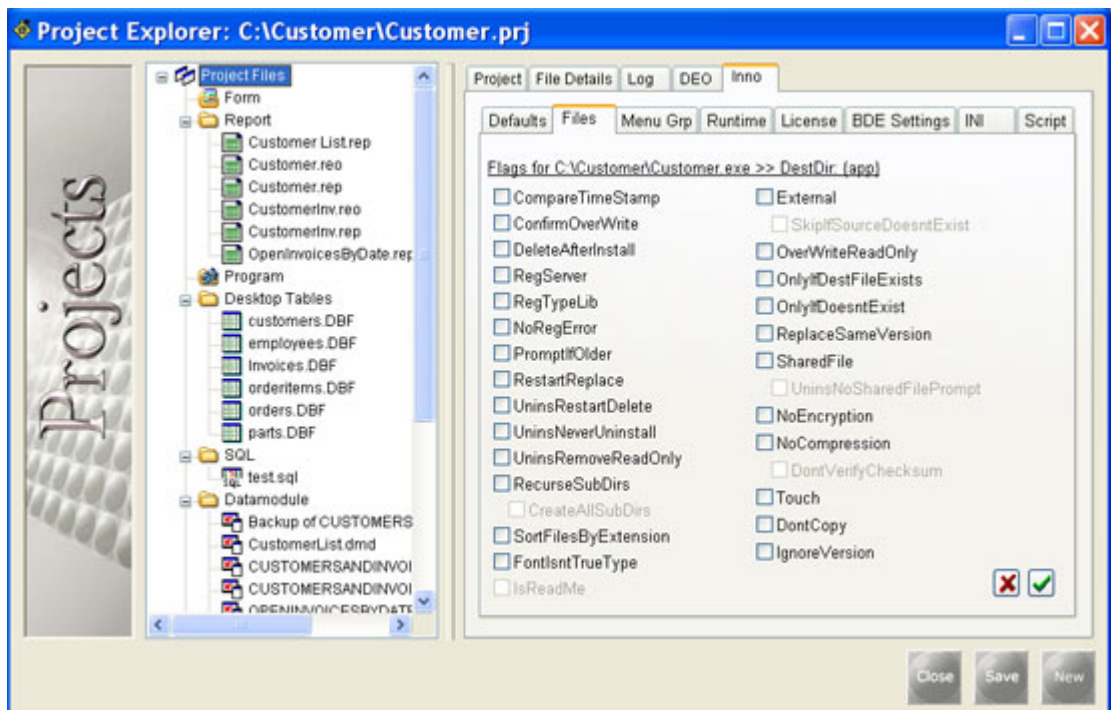 Project Explorer: C:\Customer\Customer.prj
Projects
Project Files
Form
Report
Customer List.rep
Customer.reo
Customer.rep
CustomerInv.reo
CustomerInv.rep
OpenInvoicesByDate.rep
Program
Desktop Tables
customers.DBF
employees.DBF
Invoices.DBF
orderitems.DBF
orders.DBF
parts.DBF
SQL
test.sql
Datamodule
Backup of CUSTOMERS
CustomerList.dmd
CUSTOMERSANDINVOI
CUSTOMERSANDINVOI
OPENINVOICESBYDATE
Project File Details Log DEO Inno
Defaults Files Menu Grp Runtime License BDE Settings INI Script
Flags for C:\Customer\Customer.exe >> DestDir: {app}
CompareTimeStamp
ConfirmOverWrite
DeleteAfterInstall
RegServer
RegTypeLib
NoRegError
PromptIfOlder
RestartReplace
UninsRestartDelete
UninsNeverUninstall
UninsRemoveReadOnly
RecurseSubDirs
CreateAllSubDirs
SortFilesByExtension
FontIsntTrueType
IsReadMe
External
SkipIfSourceDoesntExist
OverWriteReadOnly
OnlyIfDestFileExists
OnlyIfDoesntExist
ReplaceSameVersion
SharedFile
UninsNoSharedFilePrompt
NoEncryption
NoCompression
DontVerifyChecksum
Touch
DontCopy
IgnoreVersion
Close Save New